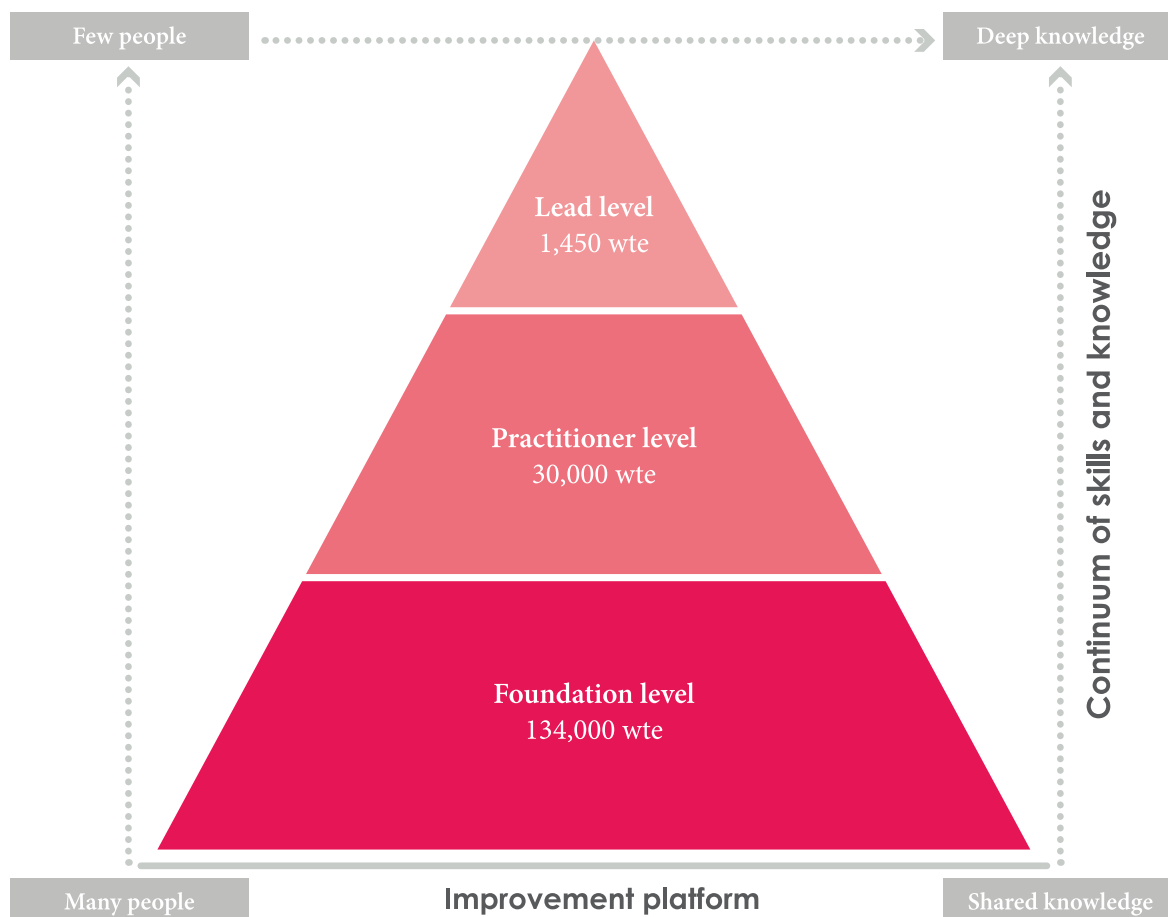 Few people
Deep knowledge
Lead level
1,450 wte
Practitioner level
30,000 wte
Foundation level
134,000 wte
Continuum of skills and knowledge
Many people
Improvement platform
Shared knowledge